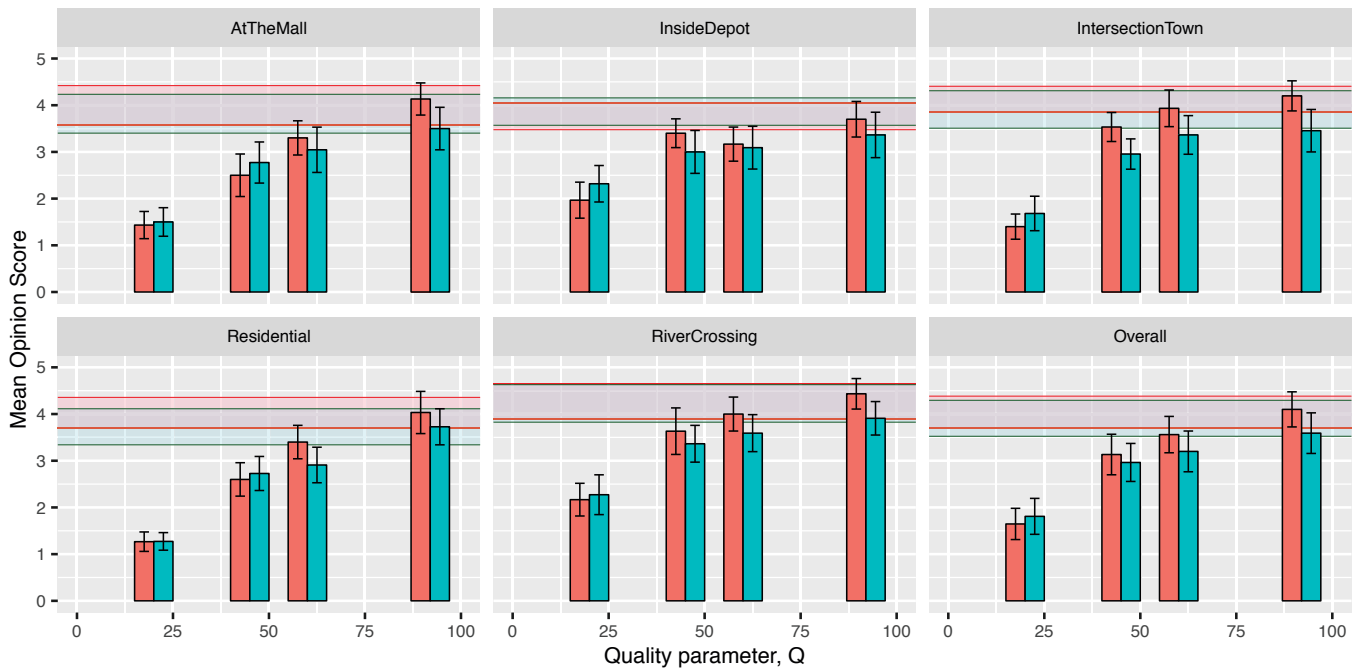 AtTheMall
InsideDepot
IntersectionTown
5
4
3
2
1
0
Residential
RiverCrossing
Overall
5
4
3
2
1
0
0 25 50 75 100
0 25 50 75 100
0 25 50 75 100
Mean Opinion Score
Quality parameter, Q